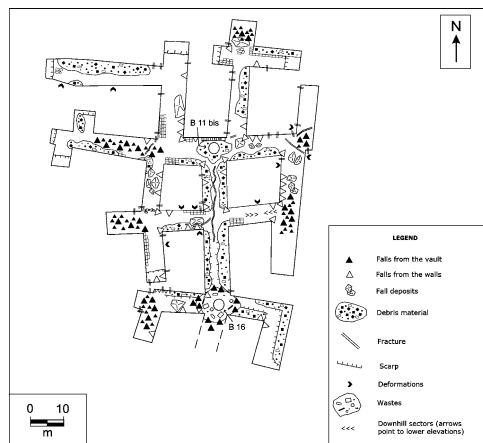 N
B 11 bis
B 16
LEGEND
Falls from the vault
Falls from the walls
Fall deposits
Debris material
Fracture
Scarp
Deformations
Wastes
Downhill sectors (arrows
point to lower elevations)
0 10
m